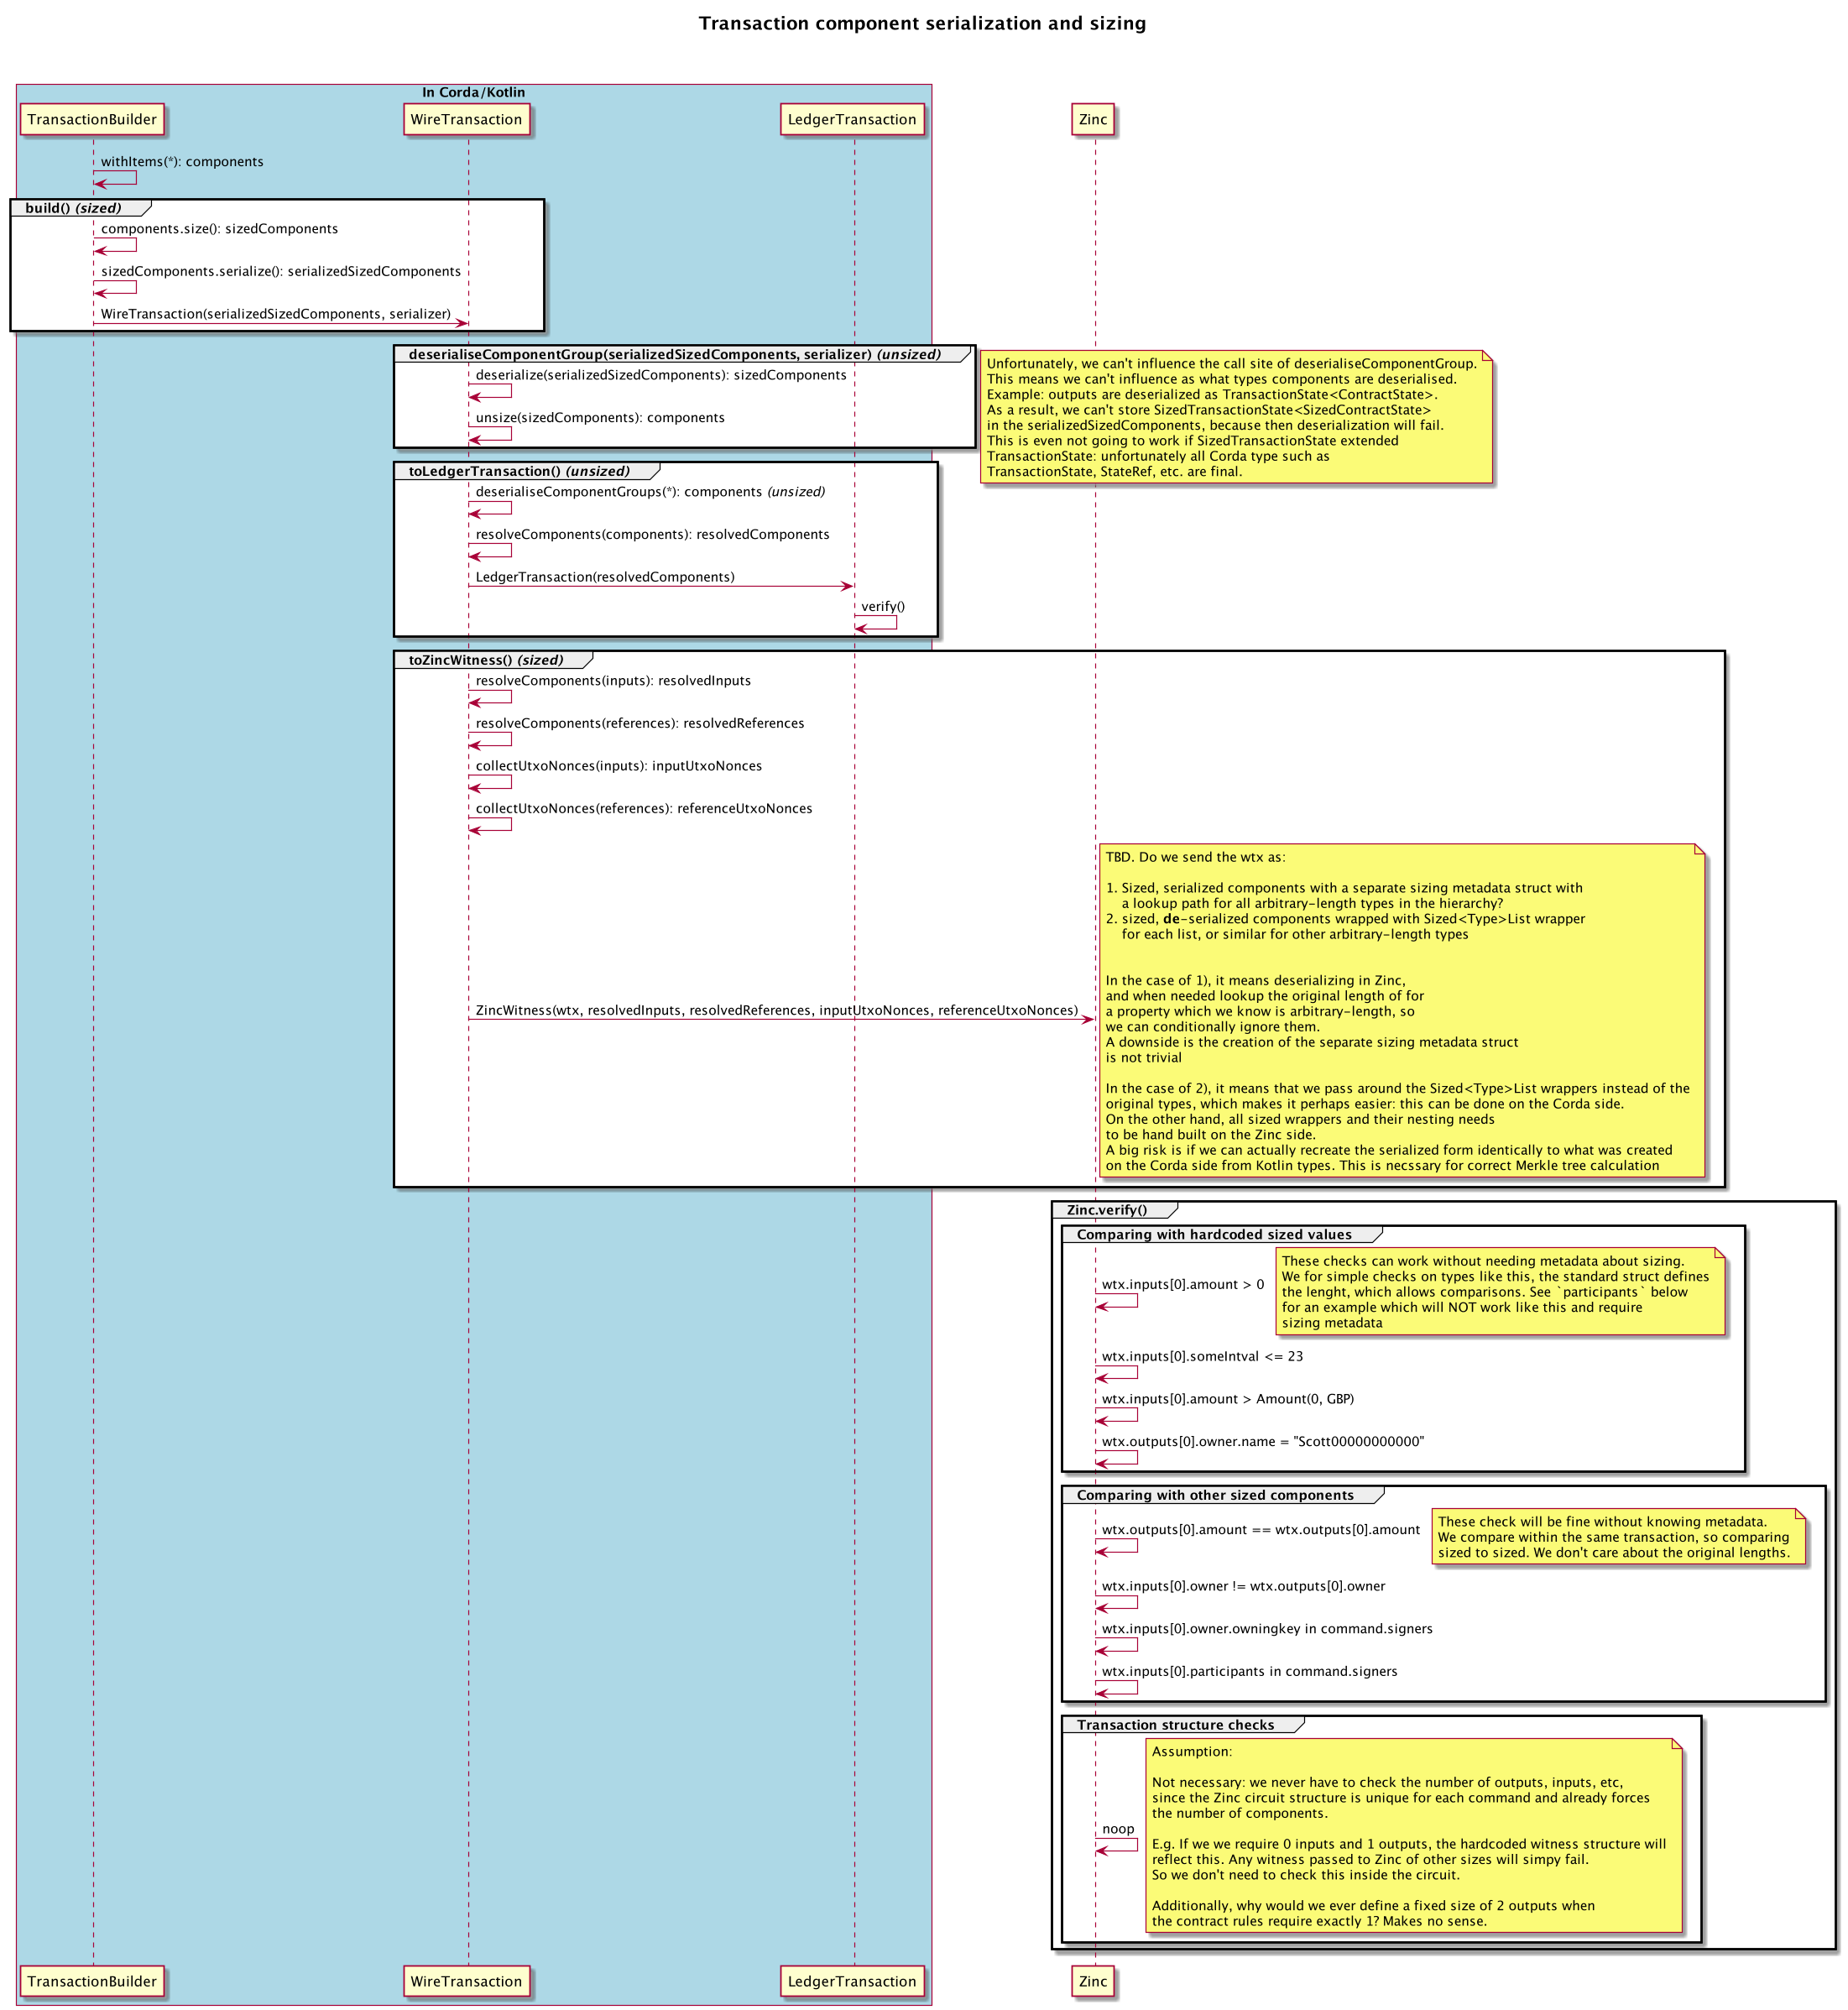 Transaction component serialization and sizing
In Corda/Kotlin
TransactionBuilder
WireTransaction
LedgerTransaction
Zinc
withItems(*): components
build() (sized)
components.size(): sizedComponents
sizedComponents.serialize(): serializedSizedComponents
WireTransaction(serializedSizedComponents, serializer)
deserialiseComponentGroup(serializedSizedComponents, serializer) (unsized)
deserialize(serializedSizedComponents): sizedComponents
unsize(sizedComponents): components
Unfortunately, we can't influence the call site of deserialiseComponentGroup.
This means we can't influence as what types components are deserialised.
Example: outputs are deserialized as TransactionState<ContractState>.
As a result, we can't store SizedTransactionState<SizedContractState>
in the serializedSizedComponents, because then deserialization will fail.
This is even not going to work if SizedTransactionState extended
TransactionState: unfortunately all Corda type such as
TransactionState, StateRef, etc. are final.
toLedgerTransaction() (unsized)
deserialiseComponentGroups(*): components (unsized)
resolveComponents(components): resolvedComponents
LedgerTransaction(resolvedComponents)
verify()
toZincWitness() (sized)
resolveComponents(inputs): resolvedInputs
resolveComponents(references): resolvedReferences
collectUtxoNonces(inputs): inputUtxoNonces
collectUtxoNonces(references): referenceUtxoNonces
ZincWitness(wtx, resolvedInputs, resolvedReferences, inputUtxoNonces, referenceUtxoNonces)
TBD. Do we send the wtx as:
1. Sized, serialized components with a separate sizing metadata struct with
a lookup path for all arbitrary-length types in the hierarchy?
2. sized, de-serialized components wrapped with Sized<Type>List wrapper
for each list, or similar for other arbitrary-length types
In the case of 1), it means deserializing in Zinc,
and when needed lookup the original length of for
a property which we know is arbitrary-length, so
we can conditionally ignore them.
A downside is the creation of the separate sizing metadata struct
is not trivial
In the case of 2), it means that we pass around the Sized<Type>List wrappers instead of the
original types, which makes it perhaps easier: this can be done on the Corda side.
On the other hand, all sized wrappers and their nesting needs
to be hand built on the Zinc side.
A big risk is if we can actually recreate the serialized form identically to what was created
on the Corda side from Kotlin types. This is necssary for correct Merkle tree calculation
Zinc.verify()
Comparing with hardcoded sized values
wtx.inputs[0].amount > 0
These checks can work without needing metadata about sizing.
We for simple checks on types like this, the standard struct defines
the lenght, which allows comparisons. See `participants` below
for an example which will NOT work like this and require
sizing metadata
wtx.inputs[0].someIntval <= 23
wtx.inputs[0].amount > Amount(0, GBP)
wtx.outputs[0].owner.name = "Scott00000000000"
Comparing with other sized components
wtx.outputs[0].amount == wtx.outputs[0].amount
These check will be fine without knowing metadata.
We compare within the same transaction, so comparing
sized to sized. We don't care about the original lengths.
wtx.inputs[0].owner != wtx.outputs[0].owner
wtx.inputs[0].owner.owningkey in command.signers
wtx.inputs[0].participants in command.signers
Transaction structure checks
noop
Assumption:
Not necessary: we never have to check the number of outputs, inputs, etc,
since the Zinc circuit structure is unique for each command and already forces
the number of components.
E.g. If we we require 0 inputs and 1 outputs, the hardcoded witness structure will
reflect this. Any witness passed to Zinc of other sizes will simpy fail.
So we don't need to check this inside the circuit.
Additionally, why would we ever define a fixed size of 2 outputs when
the contract rules require exactly 1? Makes no sense.
TransactionBuilder
WireTransaction
LedgerTransaction
Zinc